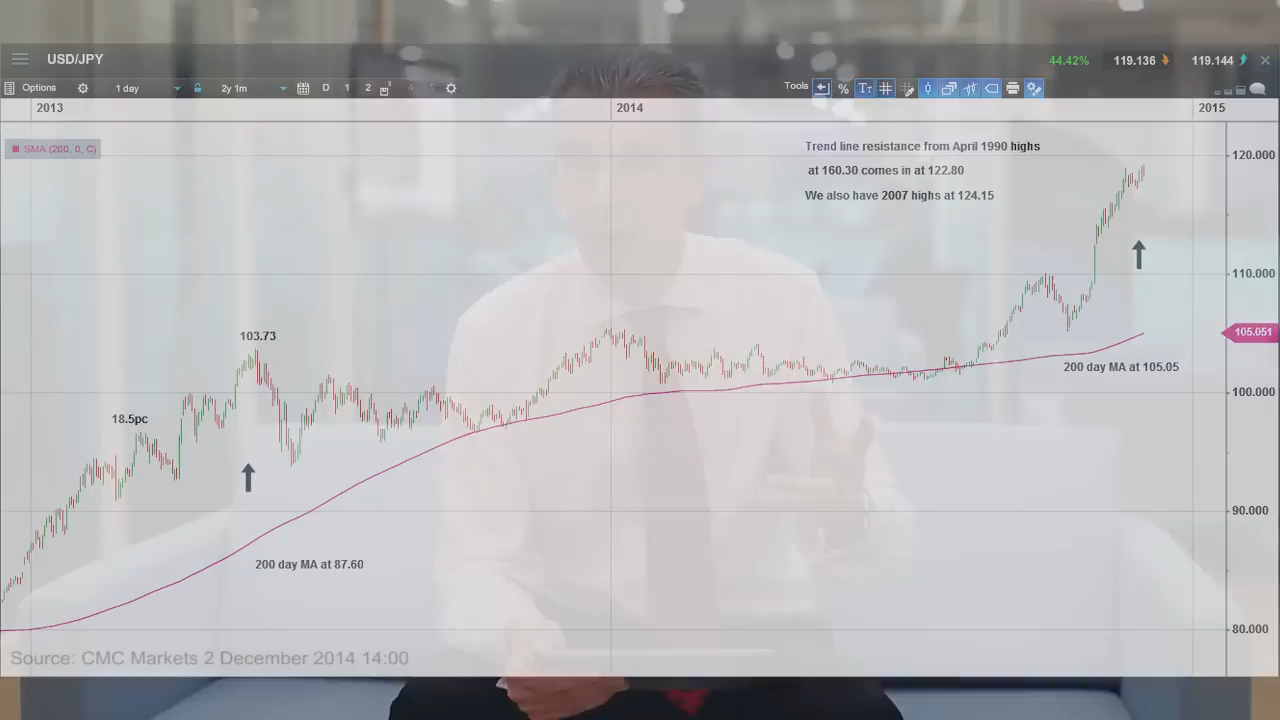 USD/JPY
44.42%
119.136
119.144
Options
1 day
2y 1m
D
1
2
3
Tools
%
TT
2013
2014
2015
SMA (200, 0, C)
Trend line resistance from April 1990 highs
at 160.30 comes in at 122.80
We also have 2007 highs at 124.15
120.000
110.000
103.73
105.051
200 day MA at 105.05
100.000
18.5pc
90.000
200 day MA at 87.60
80.000
Source: CMC Markets 2 December 2014 14:00